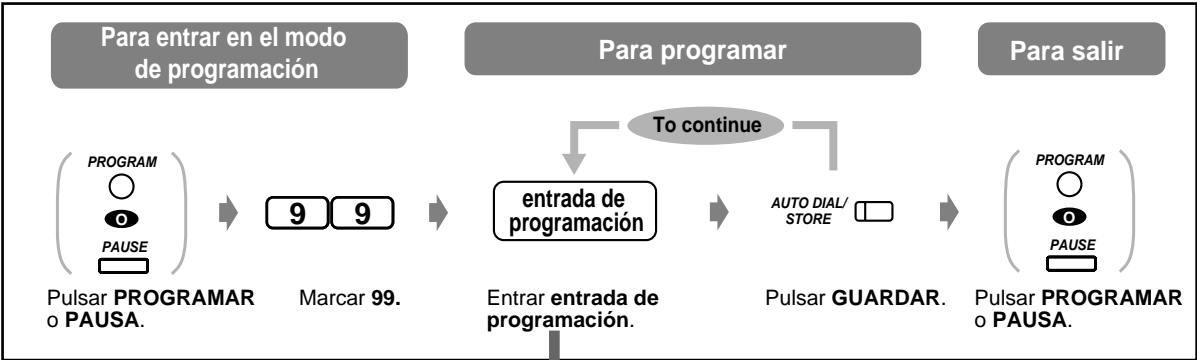 Para entrar en el modo
de programación
Para programar
Para salir
To continue
PROGRAM
O
PAUSE
9 9
entrada de
programación
AUTO DIAL/
STORE
PROGRAM
O
PAUSE
Pulsar PROGRAMAR
o PAUSA.
Marcar 99.
Entrar entrada de
programación.
Pulsar GUARDAR.
Pulsar PROGRAMAR
o PAUSA.